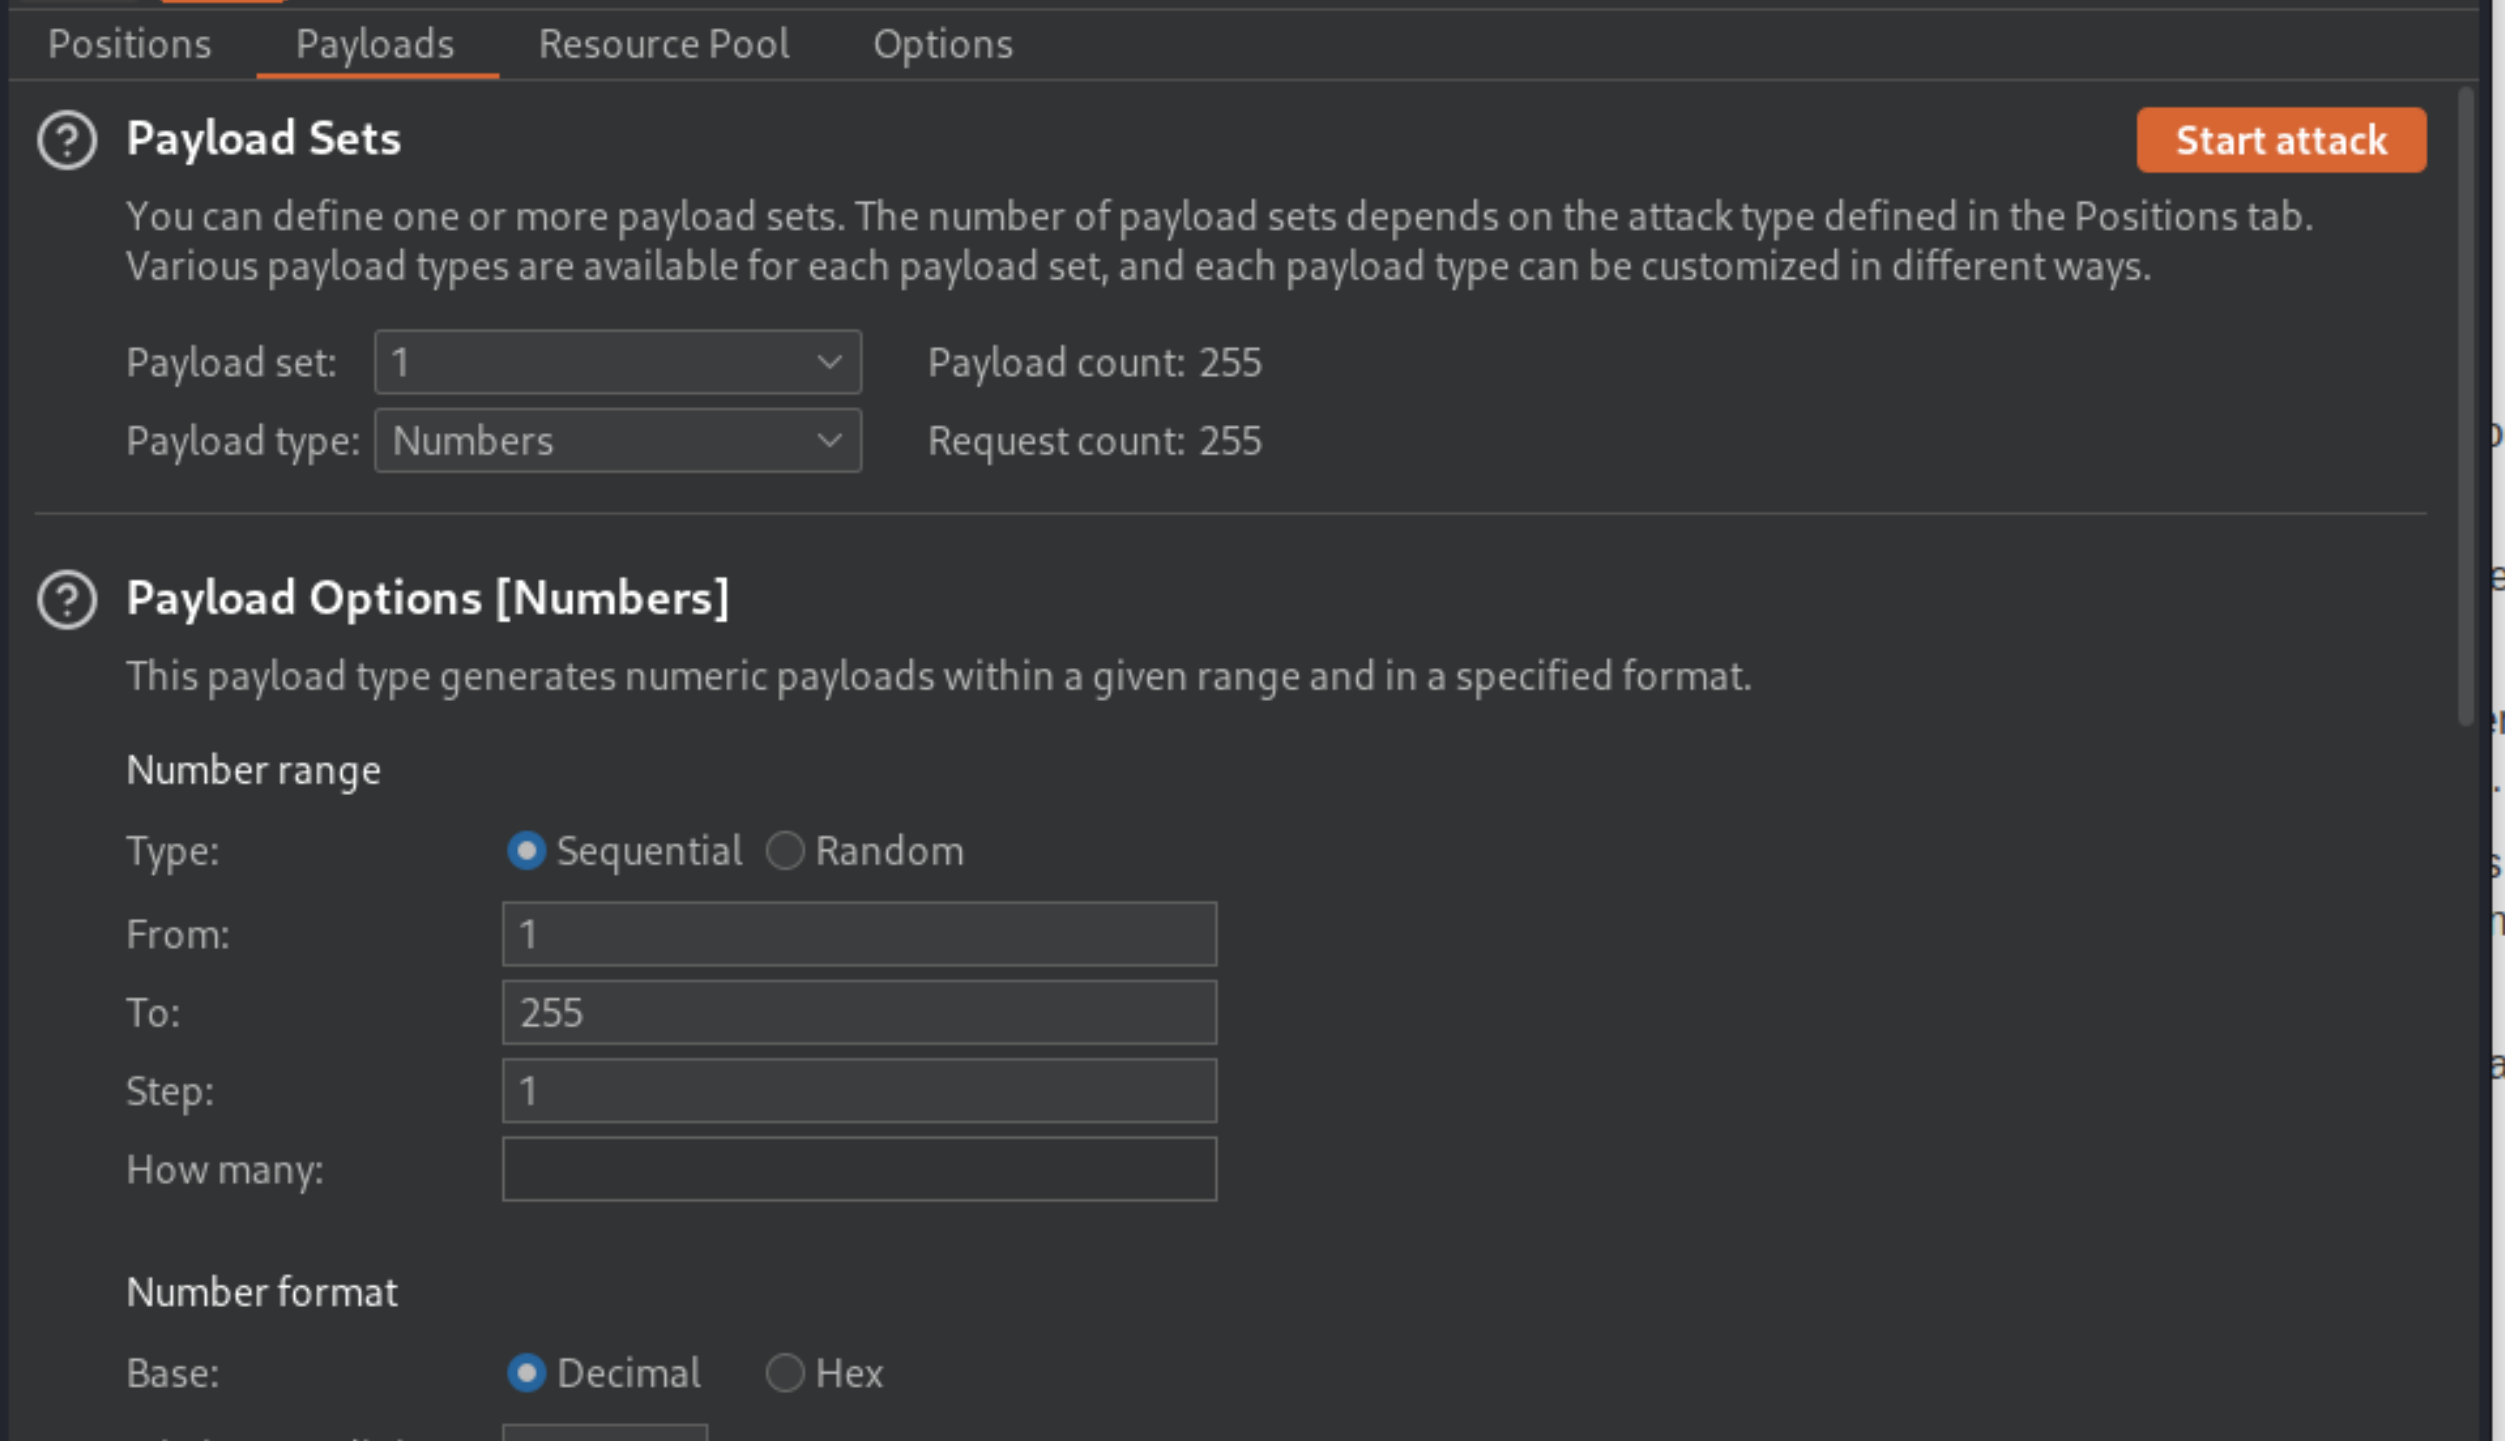 Positions Payloads Resource Pool Options
Payload Sets
Start attack
You can define one or more payload sets. The number of payload sets depends on the attack type defined in the Positions tab.
Various payload types are available for each payload set, and each payload type can be customized in different ways.
Payload set: 1 Payload count: 255
Payload type: Numbers Request count: 255
Payload Options [Numbers]
This payload type generates numeric payloads within a given range and in a specified format.
Number range
Type: Sequential Random
From: 1
To: 255
Step: 1
How many:
Number format
Base: Decimal Hex